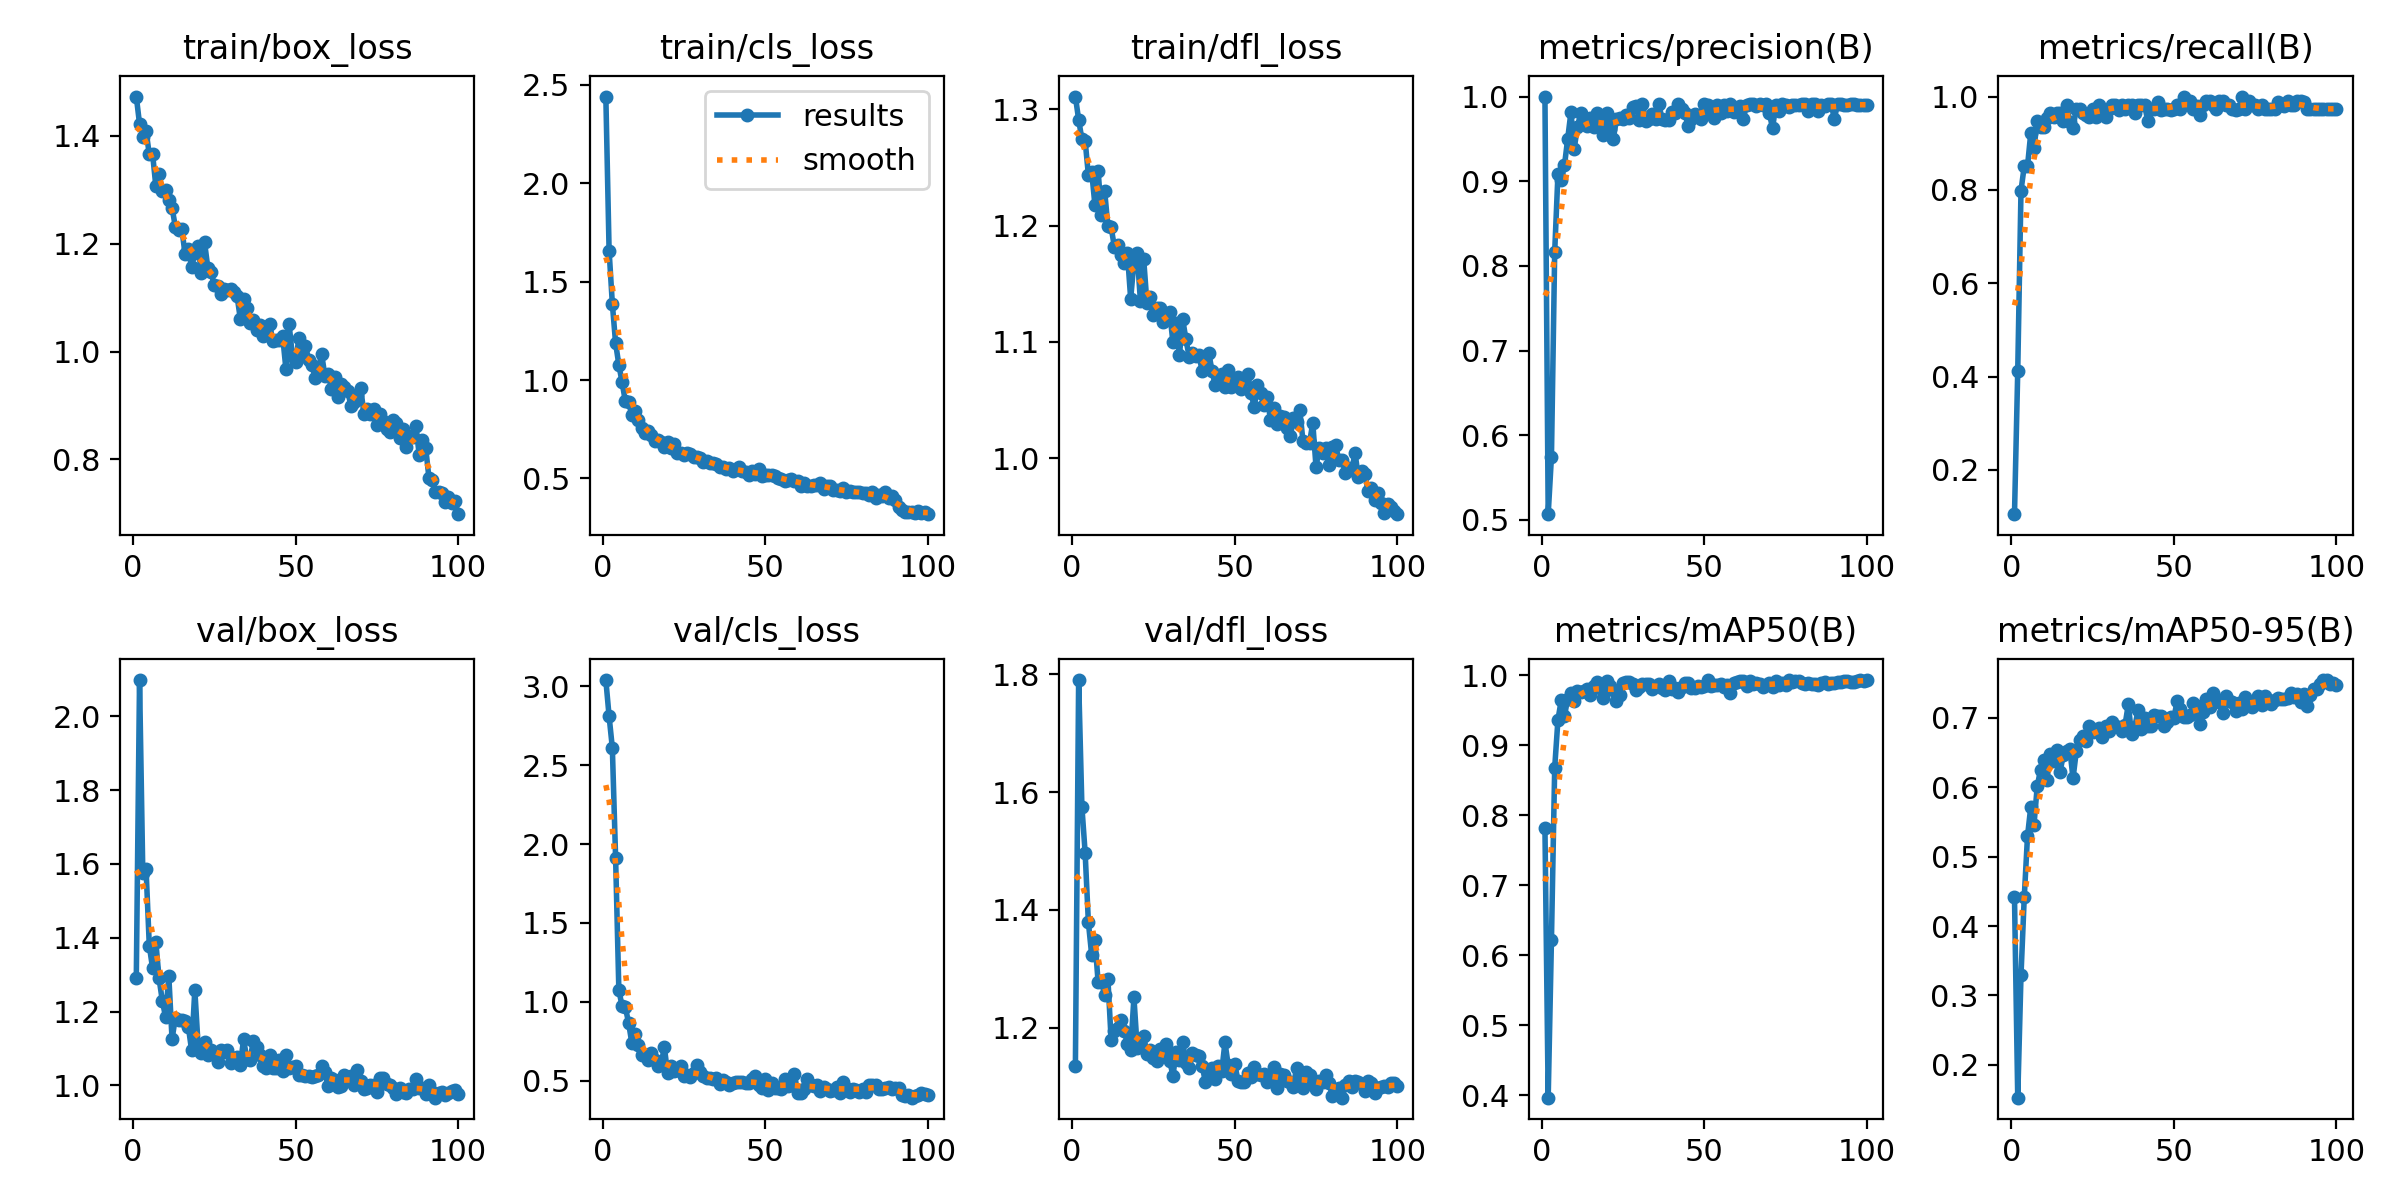 train/box_loss
1.4
1.2
1.0
0.8
0 50 100
train/cls_loss
2.5
2.0
1.5
1.0
0.5
results
smooth
0 50 100
train/dfl_loss
1.3
1.2
1.1
1.0
0 50 100
metrics/precision(B)
1.0
0.9
0.8
0.7
0.6
0.5
0 50 100
metrics/recall(B)
1.0
0.8
0.6
0.4
0.2
0 50 100
val/box_loss
2.0
1.8
1.6
1.4
1.2
1.0
0 50 100
val/cls_loss
3.0
2.5
2.0
1.5
1.0
0.5
0 50 100
val/dfl_loss
1.8
1.6
1.4
1.2
0 50 100
metrics/mAP50(B)
1.0
0.9
0.8
0.7
0.6
0.5
0.4
0 50 100
metrics/mAP50-95(B)
0.7
0.6
0.5
0.4
0.3
0.2
0 50 100